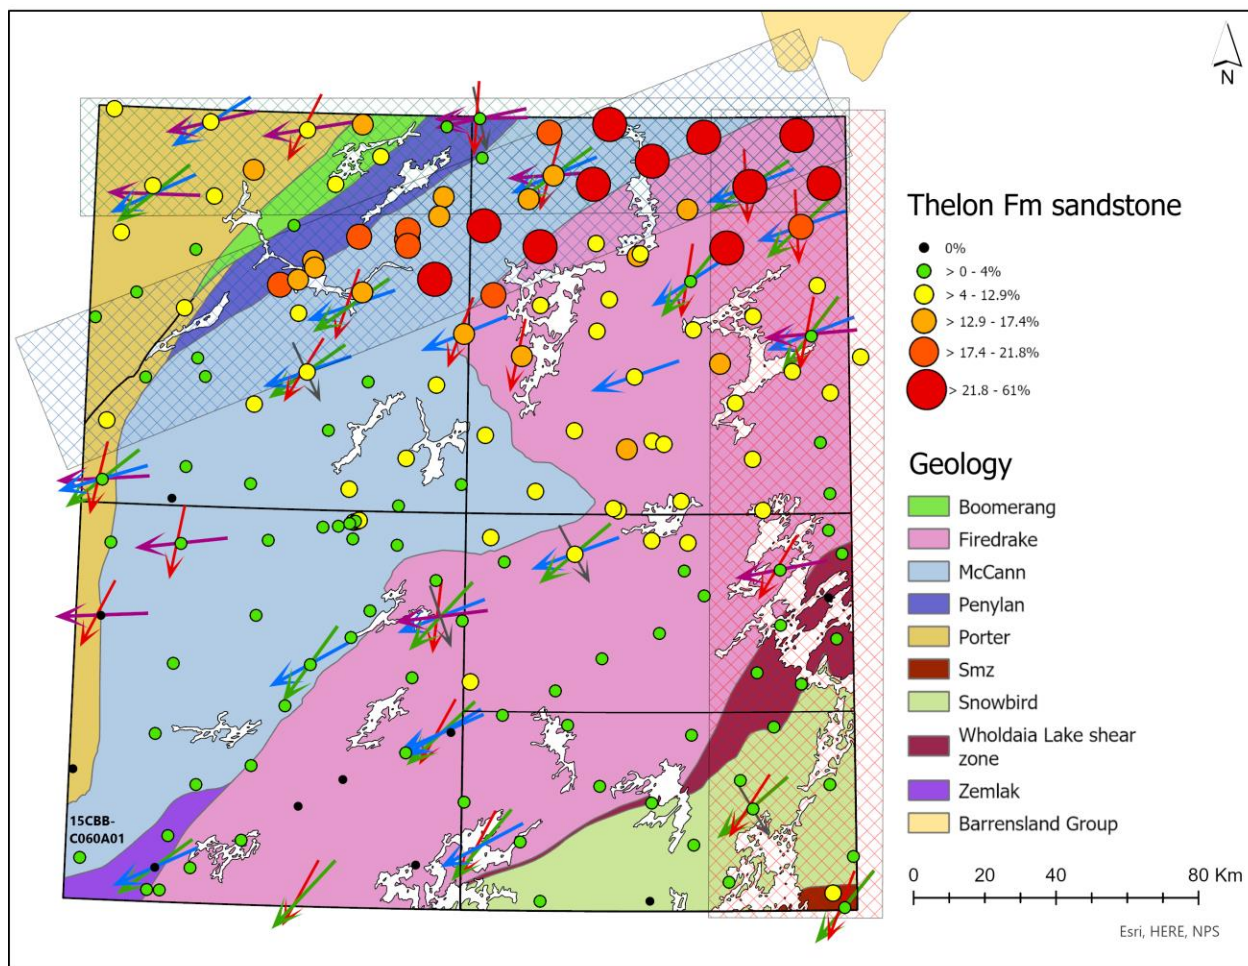 N
Thelon Fm sandstone
0%
> 0 - 4%
> 4 - 12.9%
> 12.9 - 17.4%
> 17.4 - 21.8%
> 21.8 - 61%
Geology
Boomerang
Firedrake
McCann
Penylan
Porter
Smz
Snowbird
Wholdaia Lake shear
zone
Zemlak
Barrensland Group
15CBB-
C060A01
0 20 40 80 Km
Esri, HERE, NPS